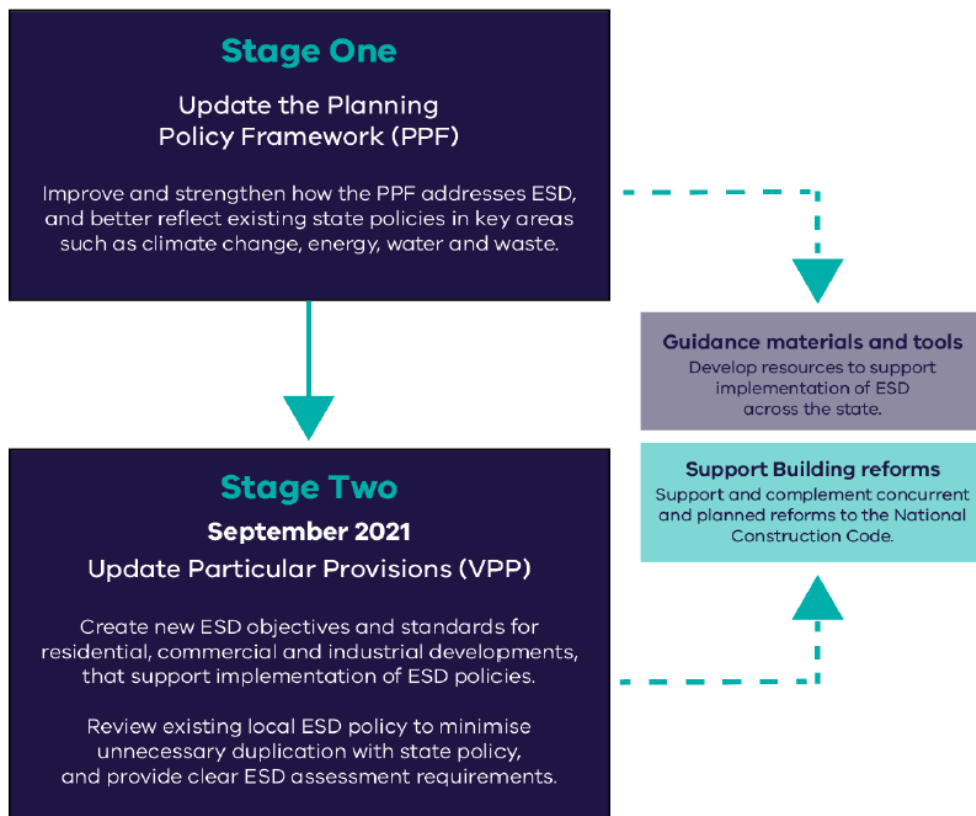 Stage One
Update the Planning
Policy Framework (PPF)
Improve and strengthen how the PPF addresses ESD,
and better reflect existing state policies in key areas
such as climate change, energy, water and waste.
Guidance materials and tools
Develop resources to support
implementation of ESD
across the state.
Support Building reforms
Support and complement concurrent
and planned reforms to the National
Construction Code.
Stage Two
September 2021
Update Particular Provisions (VPP)
Create new ESD objectives and standards for
residential, commercial and industrial developments,
that support implementation of ESD policies.
Review existing local ESD policy to minimise
unnecessary duplication with state policy,
and provide clear ESD assessment requirements.